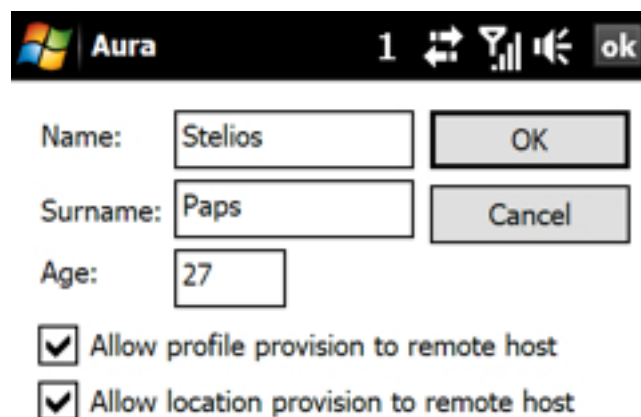 Aura 1 ok
Name: Stelios OK
Surname: Paps Cancel
Age: 27
Allow profile provision to remote host
Allow location provision to remote host